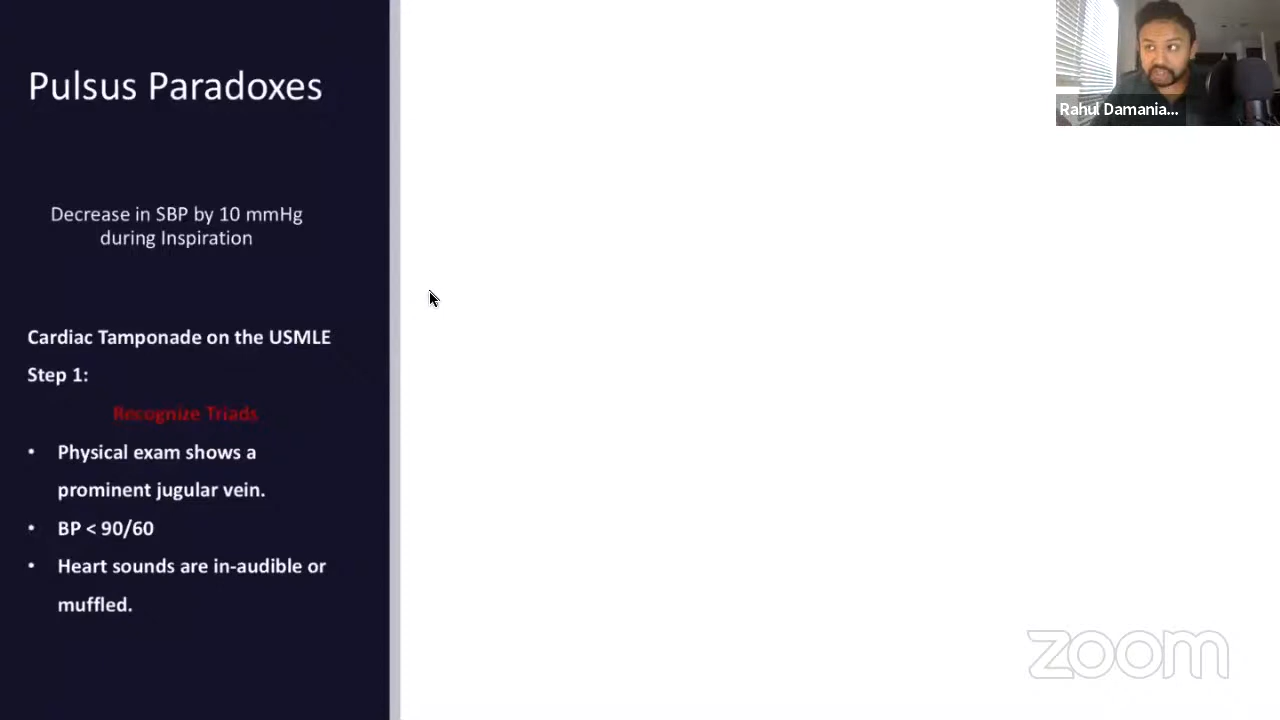 Pulsus Paradoxes
Decrease in SBP by 10 mmHg
during Inspiration
Cardiac Tamponade on the USMLE
Step 1:
Recognize Triads
• Physical exam shows a
prominent jugular vein.
• BP < 90/60
• Heart sounds are in-audible or
muffled.
Rahul Damania...
zoom